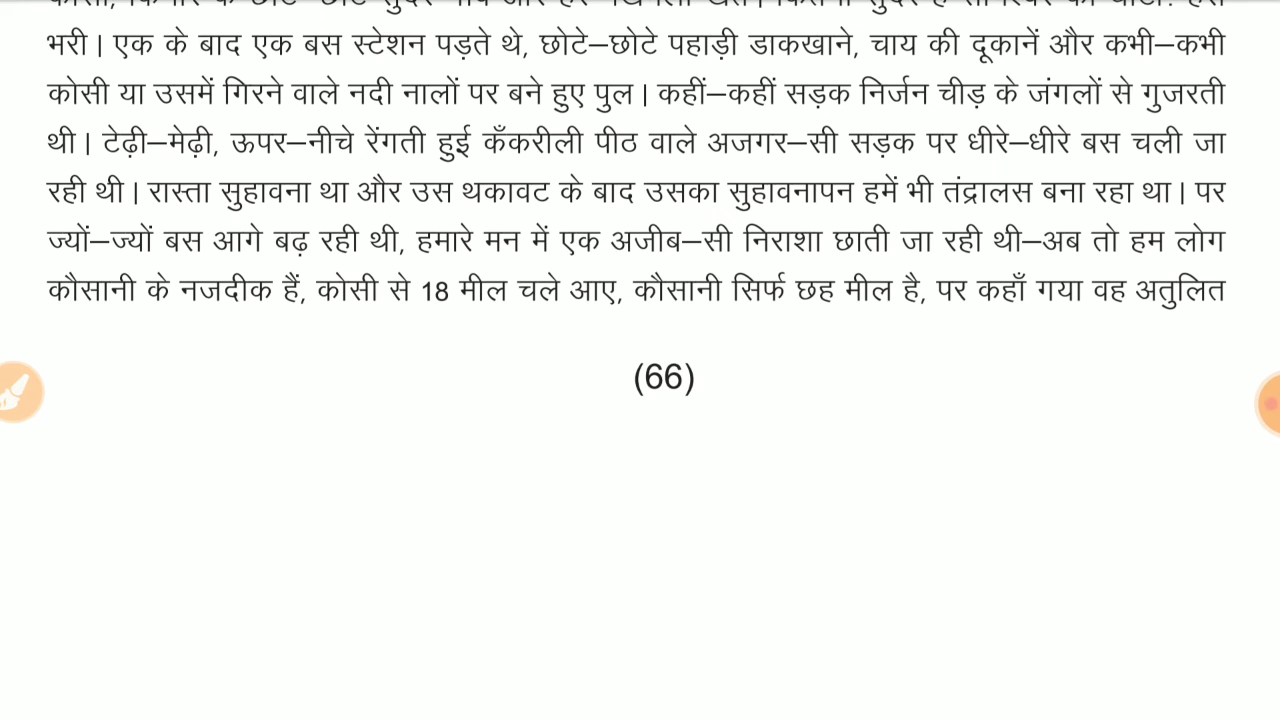 भरी। एक के बाद एक बस स्टेशन पड़ते थे, छोटे–छोटे पहाड़ी डाकखाने, चाय की दूकानें और कभी–कभी
कोसी या उसमें गिरने वाले नदी नालों पर बने हुए पुल। कहीं–कहीं सड़क निर्जन चीड़ के जंगलों से गुजरती
थी। टेढ़ी–मेढ़ी, ऊपर–नीचे रेंगती हुई कँकरीली पीठ वाले अजगर–सी सड़क पर धीरे–धीरे बस चली जा
रही थी। रास्ता सुहावना था और उस थकावट के बाद उसका सुहावनापन हमें भी तंद्रालस बना रहा था। पर
ज्यों–ज्यों बस आगे बढ़ रही थी, हमारे मन में एक अजीब–सी निराशा छाती जा रही थी–अब तो हम लोग
कौसानी के नजदीक हैं, कोसी से 18 मील चले आए, कौसानी सिर्फ छह मील है, पर कहाँ गया वह अतुलित
(66)